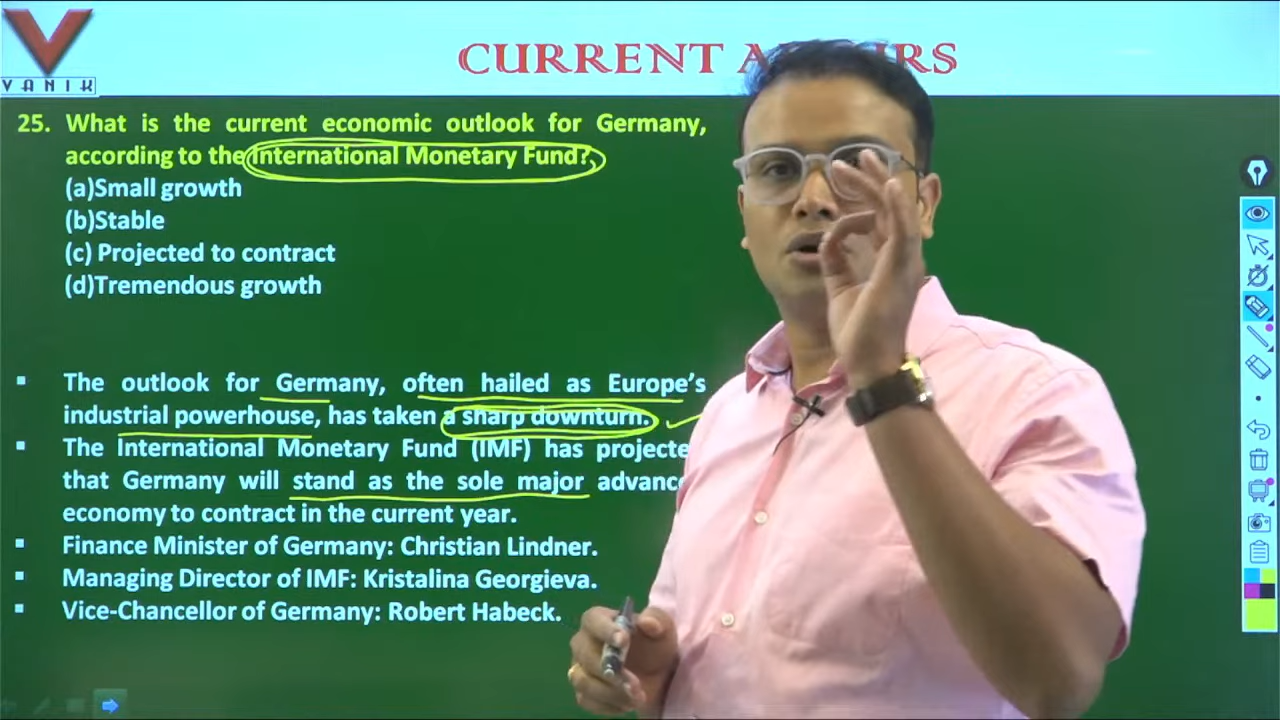 VANIK
CURRENT AFFAIRS
25. What is the current economic outlook for Germany,
according to the International Monetary Fund?
(a)Small growth
(b)Stable
(c) Projected to contract
(d)Tremendous growth
▪ The outlook for Germany, often hailed as Europe's
industrial powerhouse, has taken a sharp downturn.
▪ The International Monetary Fund (IMF) has projecte
that Germany will stand as the sole major advanc
economy to contract in the current year.
▪ Finance Minister of Germany: Christian Lindner.
▪ Managing Director of IMF: Kristalina Georgieva.
▪ Vice-Chancellor of Germany: Robert Habeck.